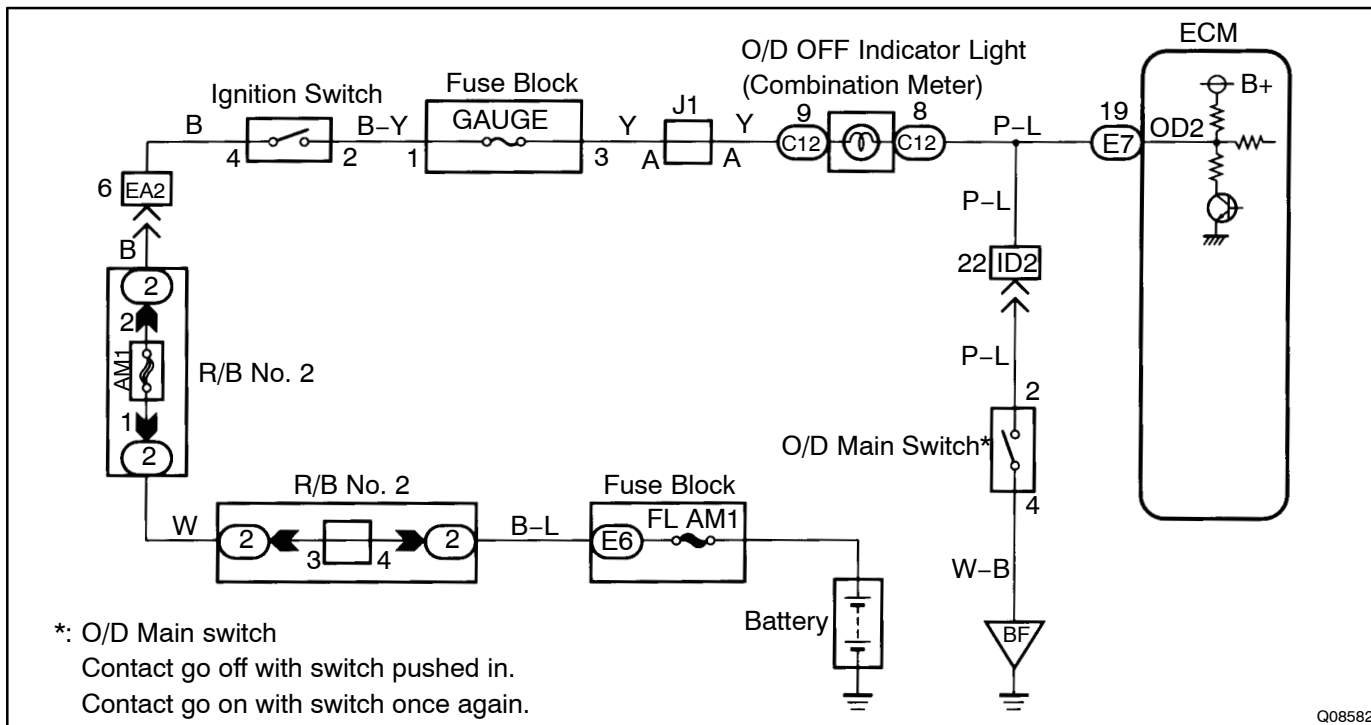 ECM
O/D OFF Indicator Light
(Combination Meter)
Fuse Block
Ignition Switch
B
4
2
B–Y
1
GAUGE
3
Y
A
J1
Y
A
9
C12
8
C12
P–L
19
E7
OD2
B+
6
EA2
B
P–L
22
ID2
2
2
AM1
1
2
R/B No. 2
P–L
2
O/D Main Switch*
4
R/B No. 2
Fuse Block
W
2
3
4
2
B–L
E6
FL AM1
W–B
Battery
BF
*: O/D Main switch
Contact go off with switch pushed in.
Contact go on with switch once again.
Q08582